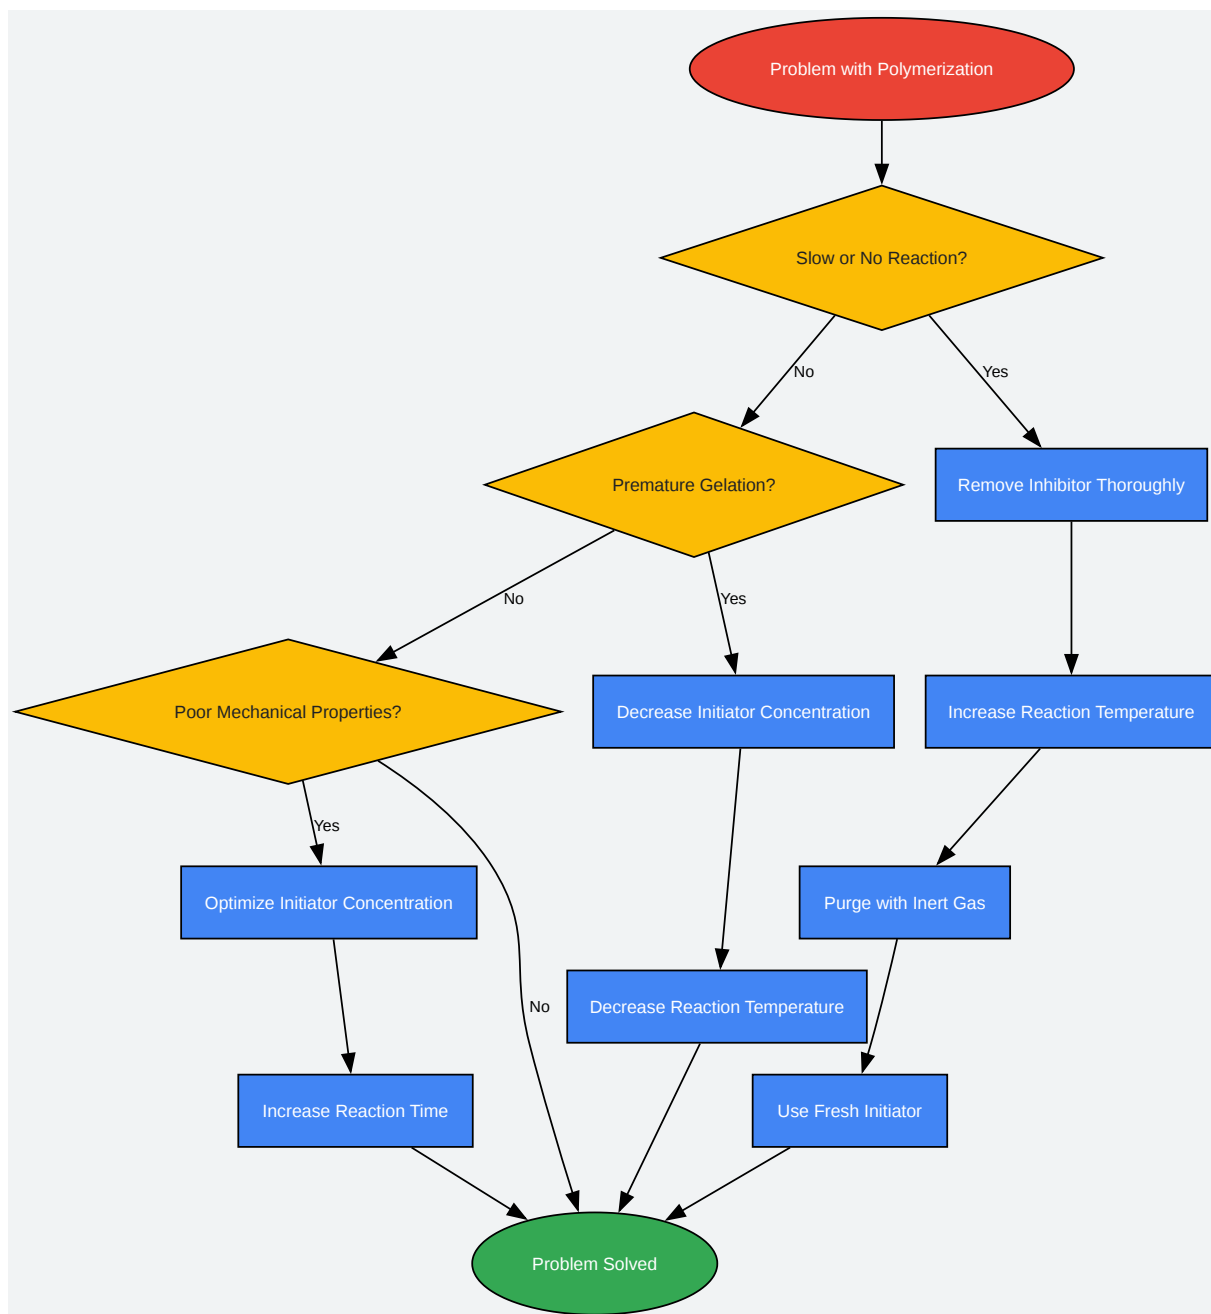 Problem with Polymerization
Slow or No Reaction?
No
Yes
Premature Gelation?
Remove Inhibitor Thoroughly
No
Yes
Poor Mechanical Properties?
Decrease Initiator Concentration
Increase Reaction Temperature
Yes
Optimize Initiator Concentration
Purge with Inert Gas
No
Decrease Reaction Temperature
Increase Reaction Time
Use Fresh Initiator
Problem Solved